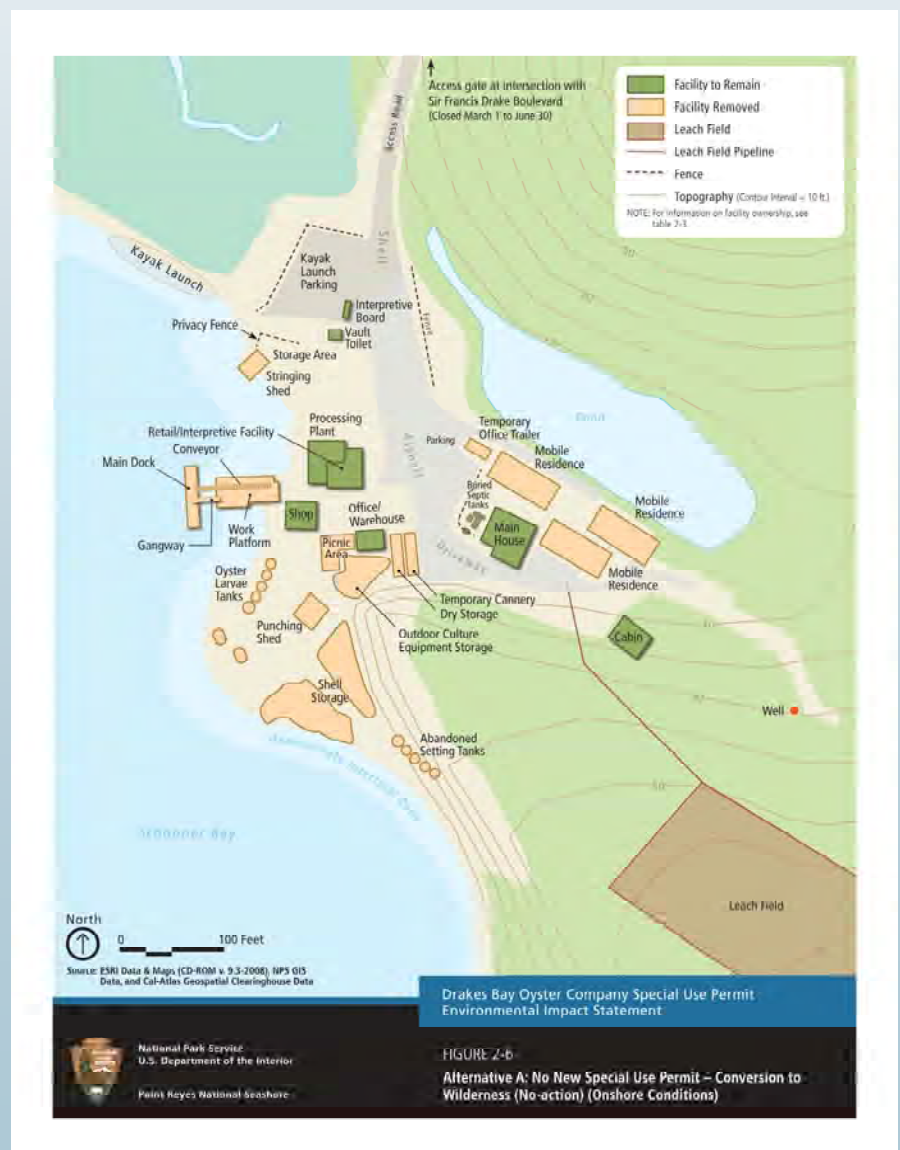 Access gate at intersection with
Sir Francis Drake Boulevard
(Closed March 1 to June 30)
Access Road
Facility to Remain
Facility Removed
Leach Field
Leach Field Pipeline
Fence
Topography (Contour Interval = 10 ft.)
NOTE: For information on facility ownership, see
table 2-3.
Kayak Launch
Kayak
Launch
Parking
Shell
Interpretive
Board
Vault
Toilet
Fence
Privacy Fence
Storage Area
Stringing
Shed
Pond
Processing
Plant
Retail/Interpretive Facility
Conveyor
Main Dock
Parking
Temporary
Office Trailer
Mobile
Residence
Asphalt
Buried
Septic
Tanks
Mobile
Residence
Shop
Office/
Warehouse
Main
House
Gangway
Work
Platform
Picnic
Area
Driveway
Mobile
Residence
Oyster
Larvae
Tanks
Temporary Cannery
Dry Storage
Punching
Shed
Outdoor Culture
Equipment Storage
Cabin
Shell
Storage
Well
Abandoned
Setting Tanks
Schooner Bay
50
Leach Field
North
0 100 Feet
Source: ESRI Data & Maps (CD-ROM v. 9.3-2008), NPS GIS
Data, and Cal-Atlas Geospatial Clearinghouse Data
Drakes Bay Oyster Company Special Use Permit
Environmental Impact Statement
National Park Service
U.S. Department of the Interior
Point Reyes National Seashore
FIGURE 2-6
Alternative A: No New Special Use Permit – Conversion to
Wilderness (No-action) (Onshore Conditions)